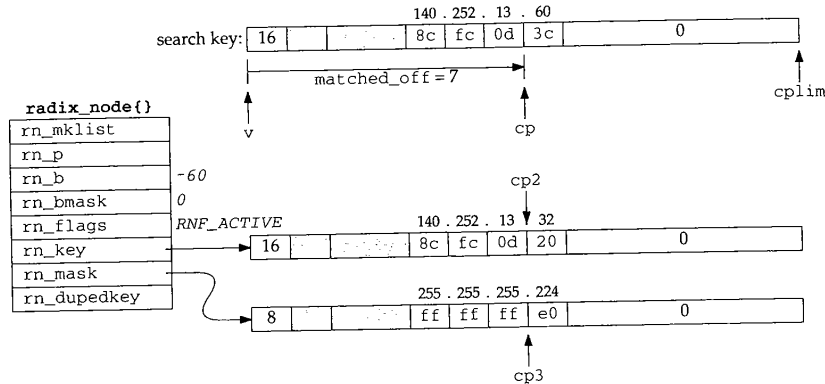 140 . 252 . 13 . 60
search key: 16 8c fc 0d 3c 0
matched_off = 7
cplim
radix_node{}
v
cp
rn_mklist
rn_p
rn_b -60
cp2
rn_bmask 0
rn_flags RNF_ACTIVE
140 . 252 . 13 32
rn_key 16 8c fc 0d 20 0
rn_mask
rn_dupedkey
255 . 255 . 255 . 224
8 ff ff ff e0 0
cp3